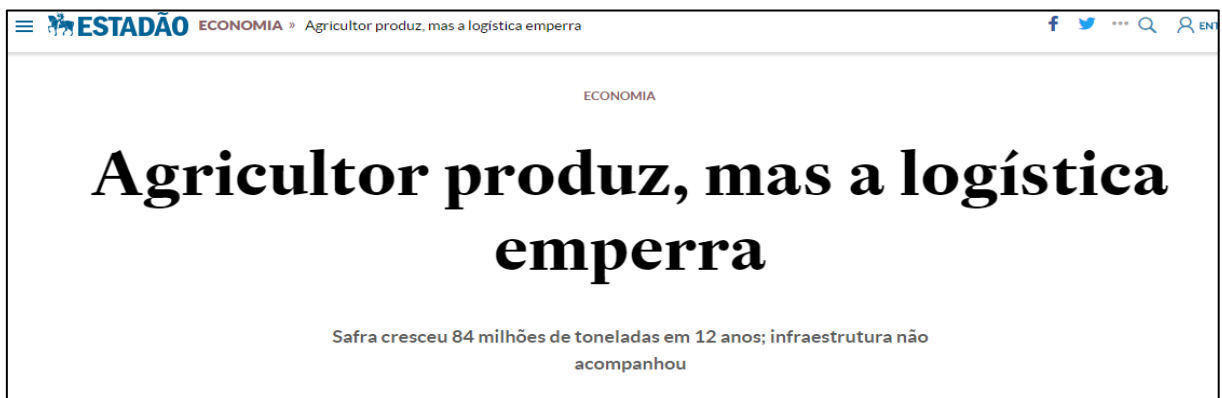 ESTADÃO ECONOMIA » Agricultor produz, mas a logística emperra ENT
ECONOMIA
Agricultor produz, mas a logística
emperra
Safra cresceu 84 milhões de toneladas em 12 anos; infraestrutura não
acompanhou